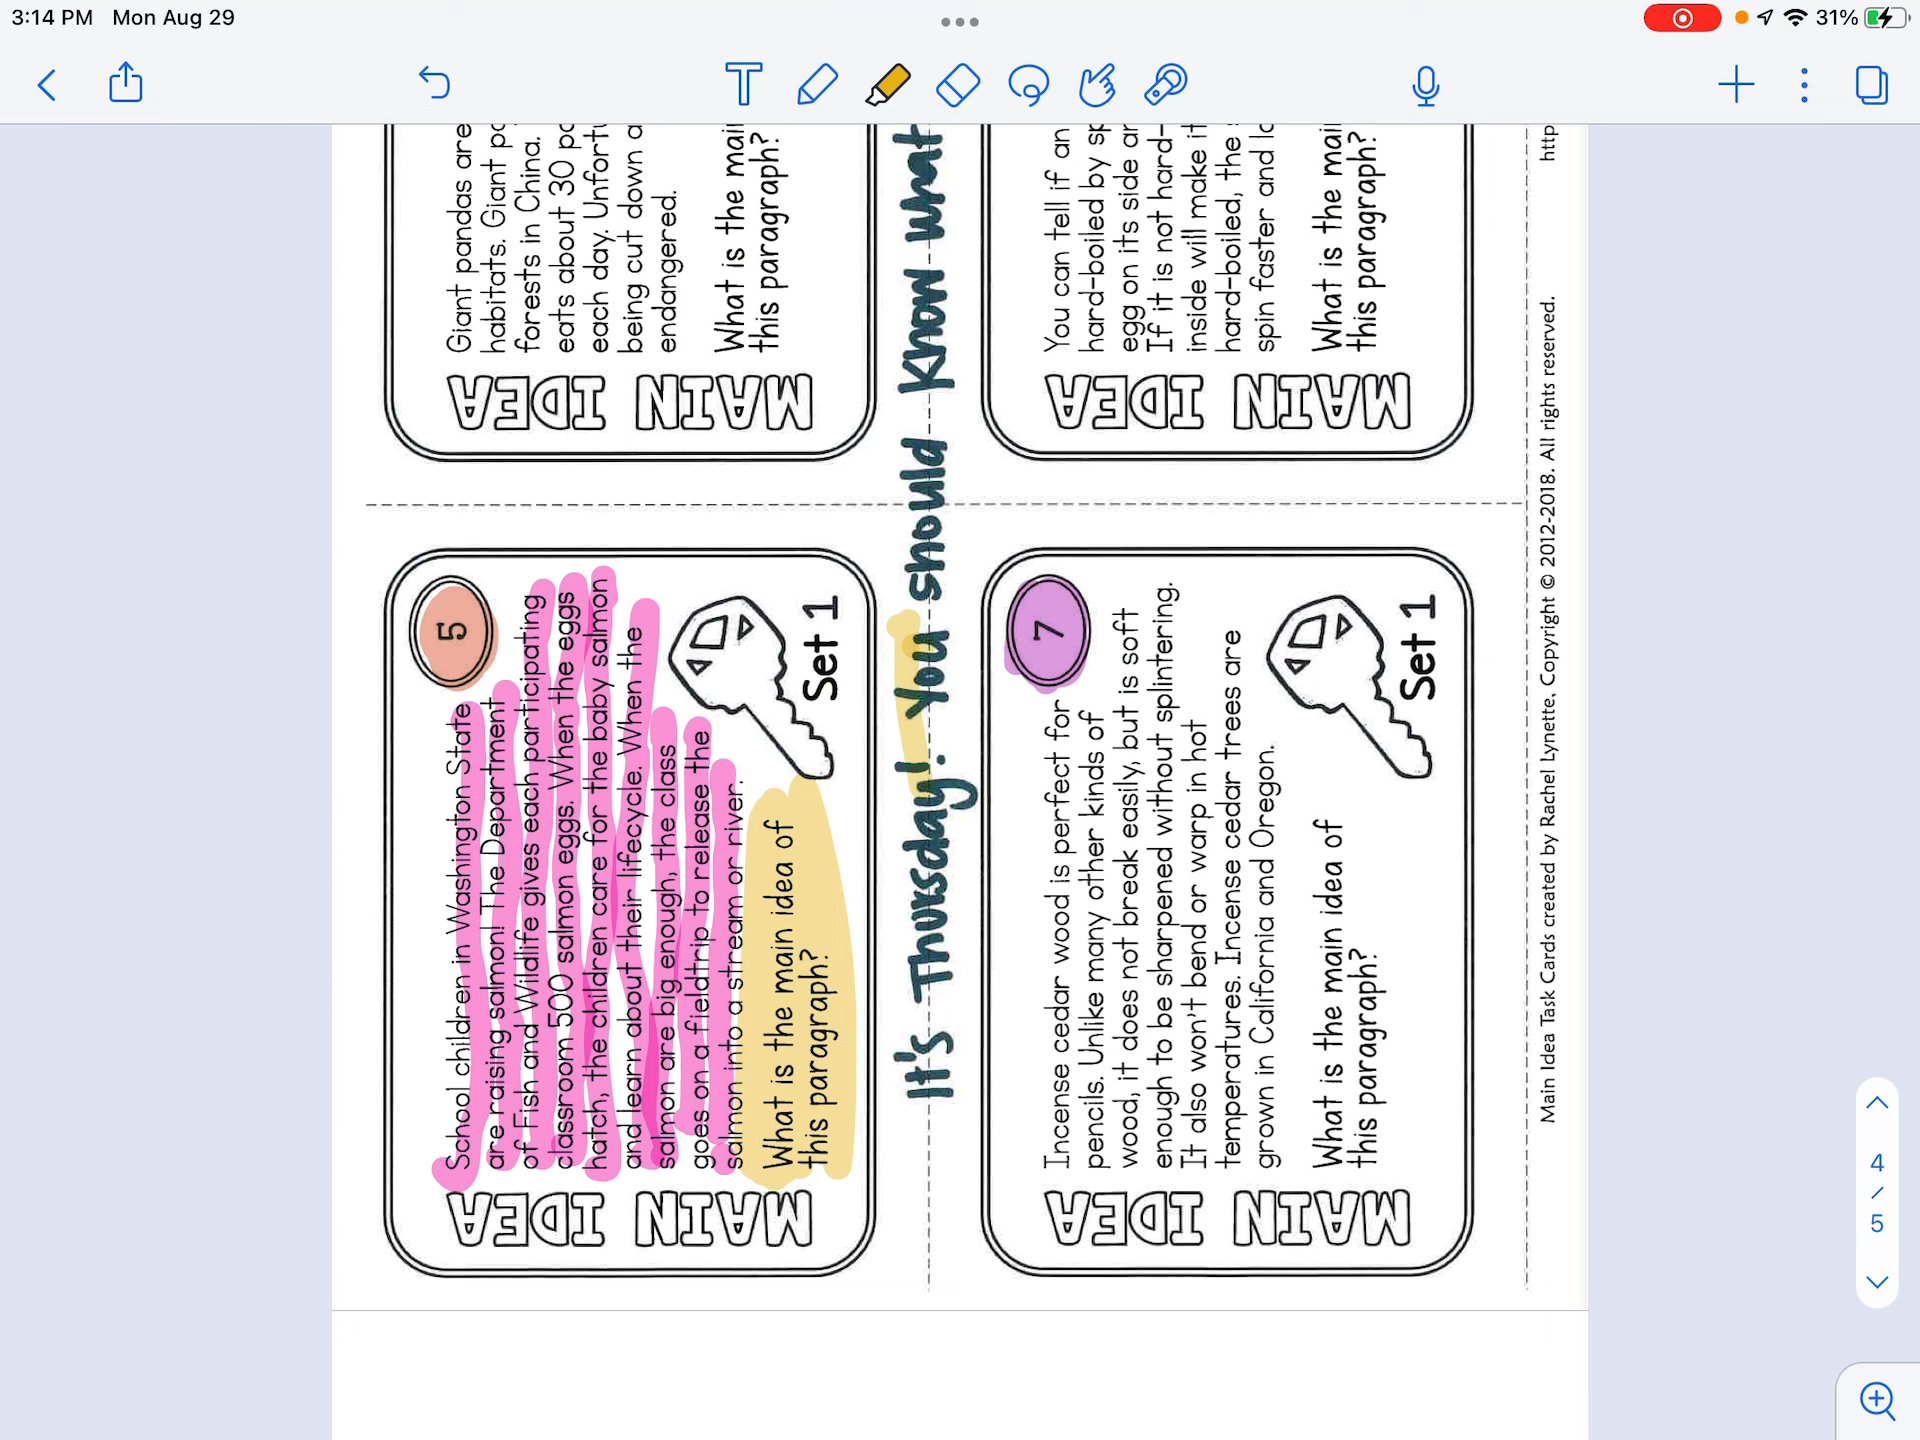 3:14 PM Mon Aug 29
31%
T
MAIN IDEA
Giant pandas are
habitats. Giant
forests in China.
eats about 30
each day.
being cut down a
endangered.
What is the
this paragraph?
MAIN IDEA
5
School children in Washington State
are raising salmon! The Department
of Fish and Wildlife gives each participating
classroom 500 salmon eggs. When the eggs
hatch, the children care for the baby salmon
and learn about their lifecycle. When the
salmon are big enough, the class
goes on a fieldtrip to release the
salmon into a stream or river.
What is the main idea of
this paragraph?
Set 1
It's Thursday! You should know what
MAIN IDEA
You can tell if an
hard-boiled by
egg on its side
If it is not hard-
inside will make it
hard-boiled, the
spin faster and
What is the
this paragraph?
MAIN IDEA
7
Incense cedar wood is perfect for
pencils. Unlike many other kinds of
wood, it does not break easily, but is soft
enough to be sharpened without splintering.
It also won't bend or warp in hot
temperatures. Incense cedar trees are
grown in California and Oregon.
What is the main idea of
this paragraph?
Set 1
Main Idea Task Cards created by Rachel Lynette, Copyright © 2012-2018. All rights reserved. http
4
/
5